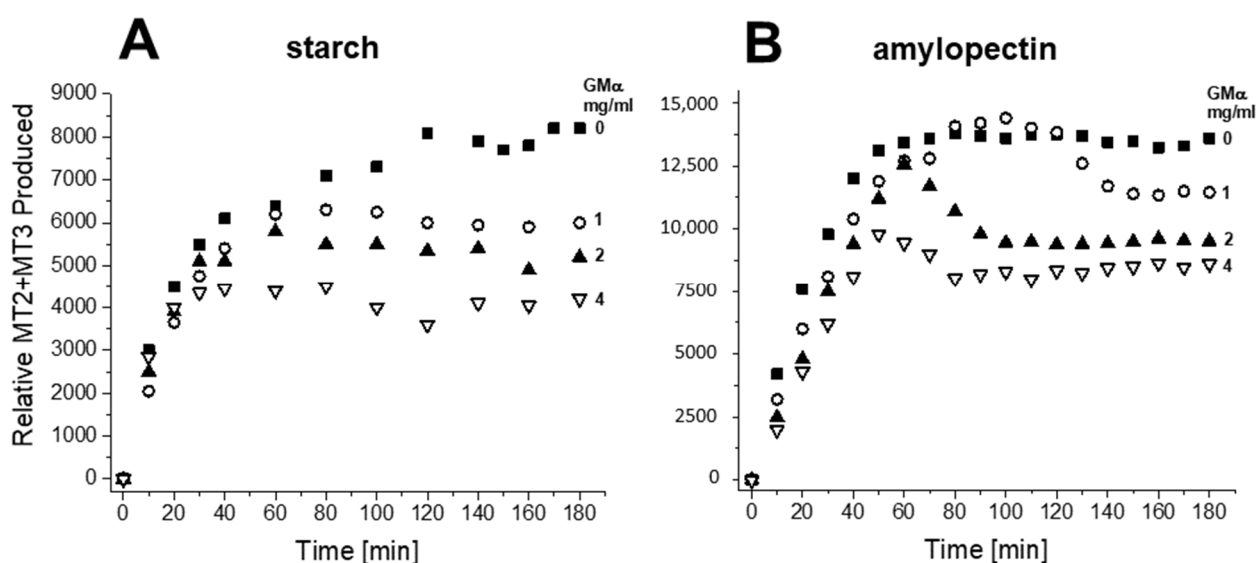 A
starch
GMα
mg/ml
9000
8000
7000
6000
5000
4000
3000
2000
1000
0
0
1
2
4
Relative MT2+MT3 Produced
0 20 40 60 80 100 120 140 160 180
Time [min]
B
amylopectin
GMα
mg/ml
15,000
12,500
10,000
7500
5000
2500
0
0
1
2
4
0 20 40 60 80 100 120 140 160 180
Time [min]